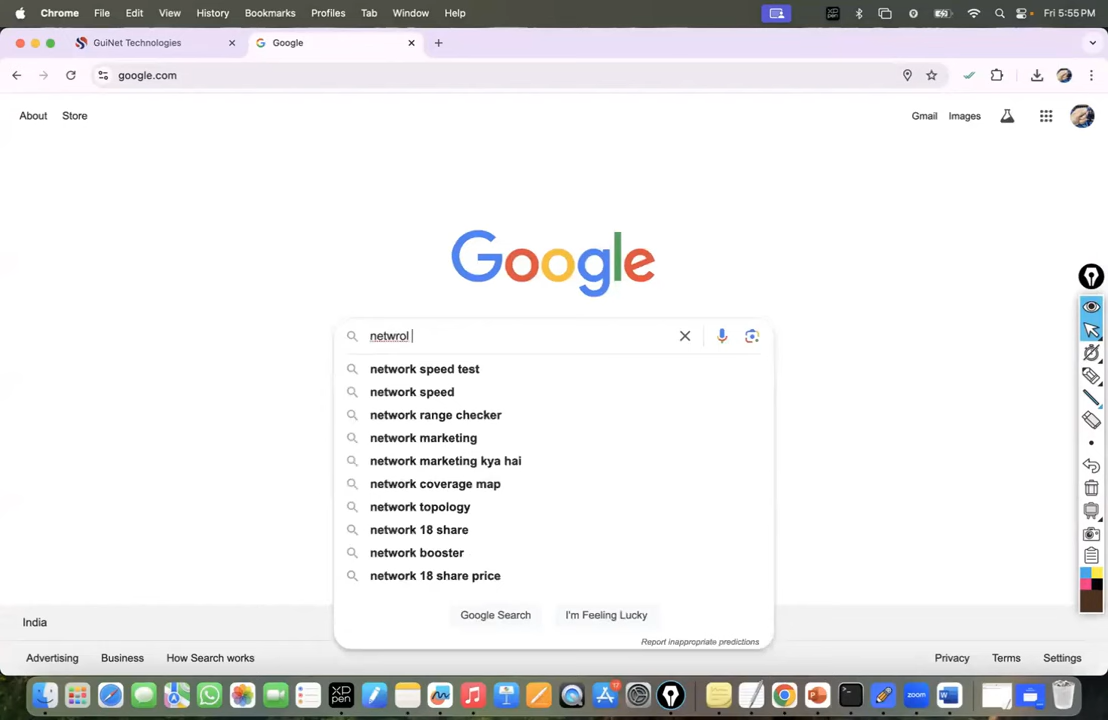 Chrome File Edit View History Bookmarks Profiles Tab Window Help Fri 5:55 PM
GuiNet Technologies Google
google.com
About Store Gmail Images
Google
netwrol
network speed test
network speed
network range checker
network marketing
network marketing kya hai
network coverage map
network topology
network 18 share
network booster
network 18 share price
Google Search I'm Feeling Lucky
Report inappropriate predictions
India
Advertising Business How Search works Privacy Terms Settings
XP PEN zoom